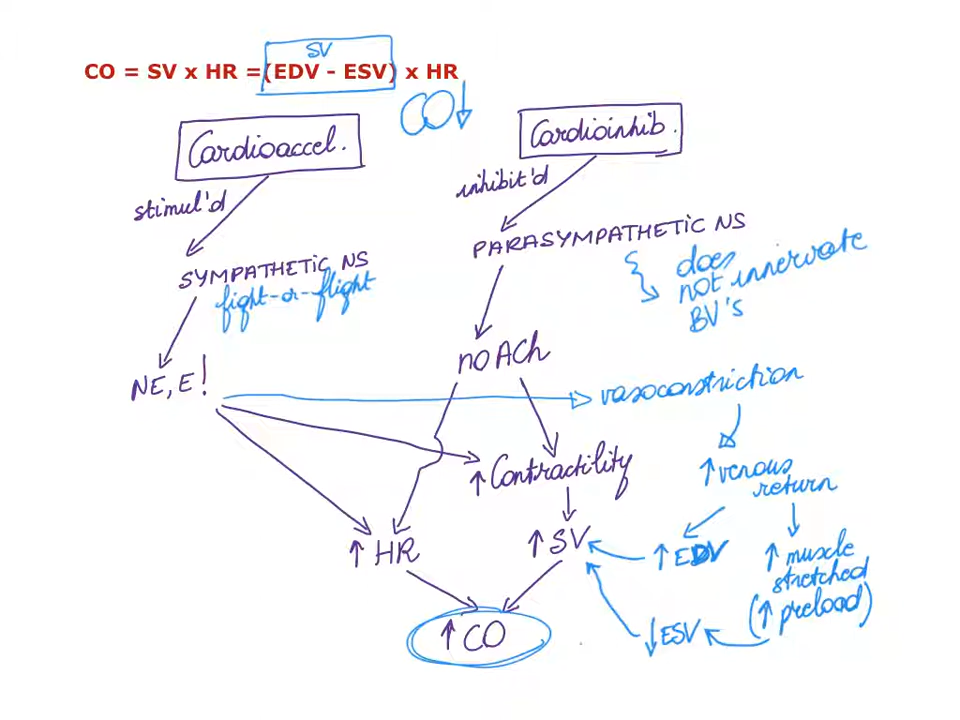 SV
CO = SV x HR =(EDV - ESV) x HR
CO↓
Cardioaccel.
Cardioinhib.
stimul'd
inhibit'd
SYMPATHETIC NS
fight-or-flight
PARASYMPATHETIC NS
does
not innervate
BV's
NE, E!
no ACh
vasoconstriction
↑ Contractility
↑ venous
return
↑ HR
↑ SV
↑ EDV
↑ muscle
stretched
(↑ preload)
↑ CO
↓ ESV